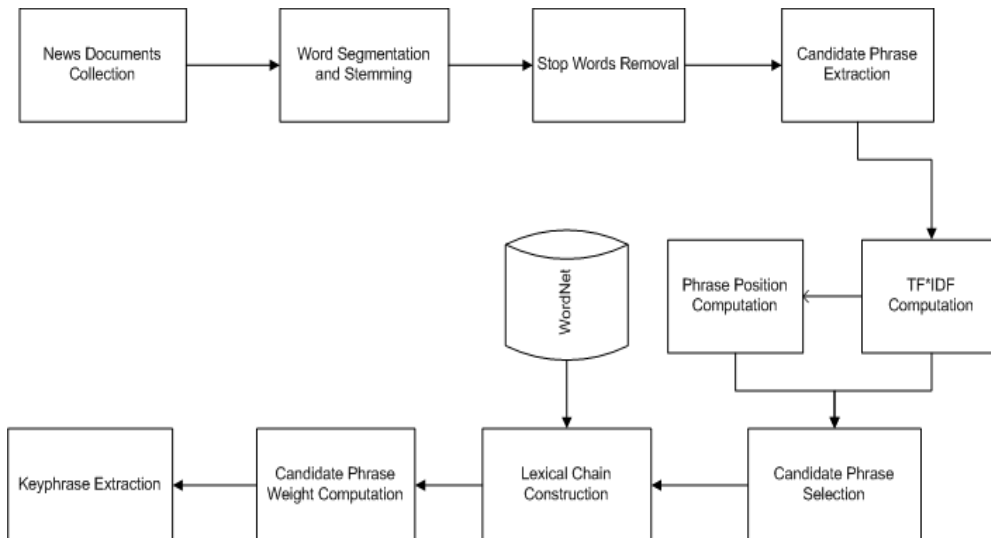 News Documents
Collection
Word Segmentation
and Stemming
Stop Words Removal
Candidate Phrase
Extraction
WordNet
Phrase Position
Computation
TF*IDF
Computation
Keyphrase Extraction
Candidate Phrase
Weight Computation
Lexical Chain
Construction
Candidate Phrase
Selection